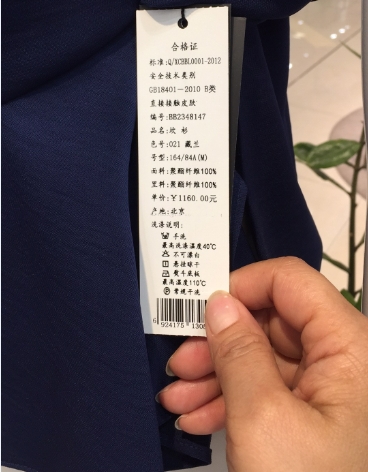 合格证
标准:Q/XCBBL0001-2012
安全技术类别
GB18401-2010 B类
直接接触皮肤
编号:BB2348147
品名:纹 衫
色号:021 藏兰
号型:164/84A(M)
面料:聚酯纤维100%
里料:聚酯纤维100%
单价:¥1160.00元
产地:北京
洗涤说明:
手洗
最高洗涤温度40℃
不可漂白
悬挂晾干
熨斗底板
最高温度110℃
常规干洗
6 924175 1305